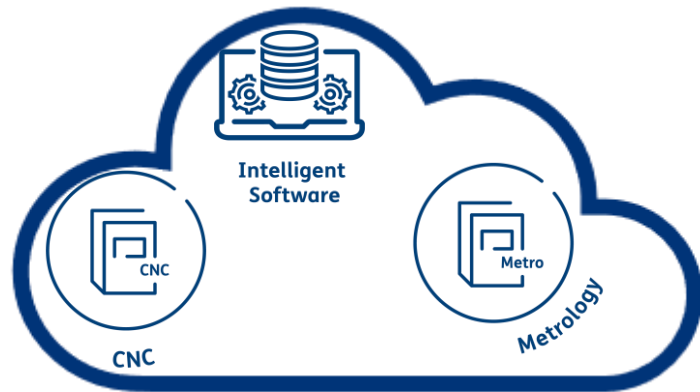 Intelligent
Software
CNC
Metro
CNC
Metrology